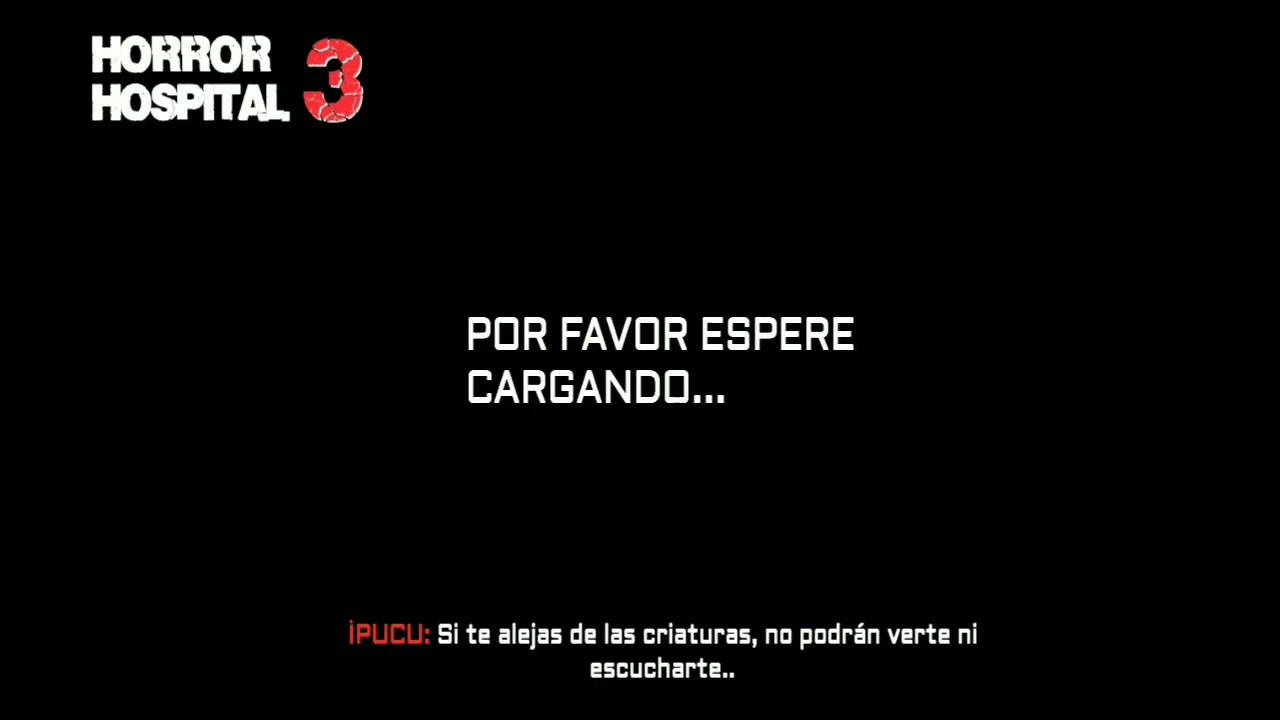 HORROR
HOSPITAL 3
POR FAVOR ESPERE
CARGANDO...
İPUCU: Si te alejas de las criaturas, no podrán verte ni
escucharte..